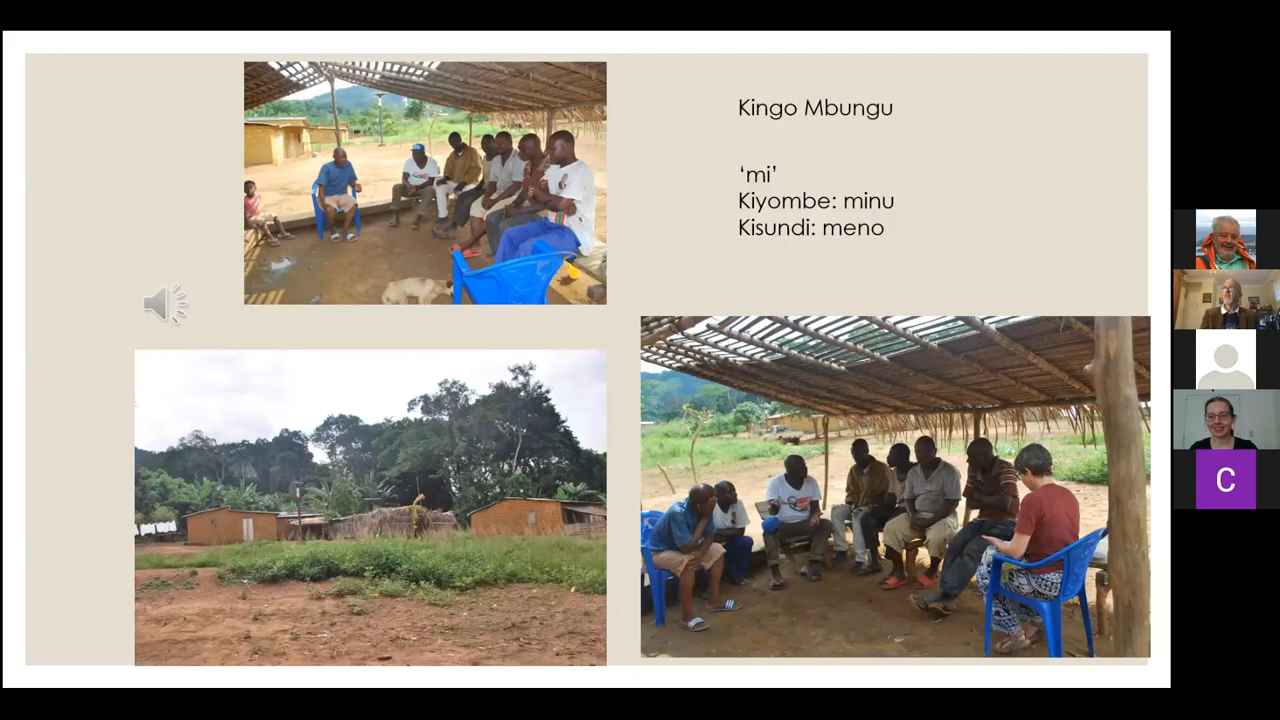 Kingo Mbungu
‘mi’
Kiyombe: minu
Kisundi: meno
C